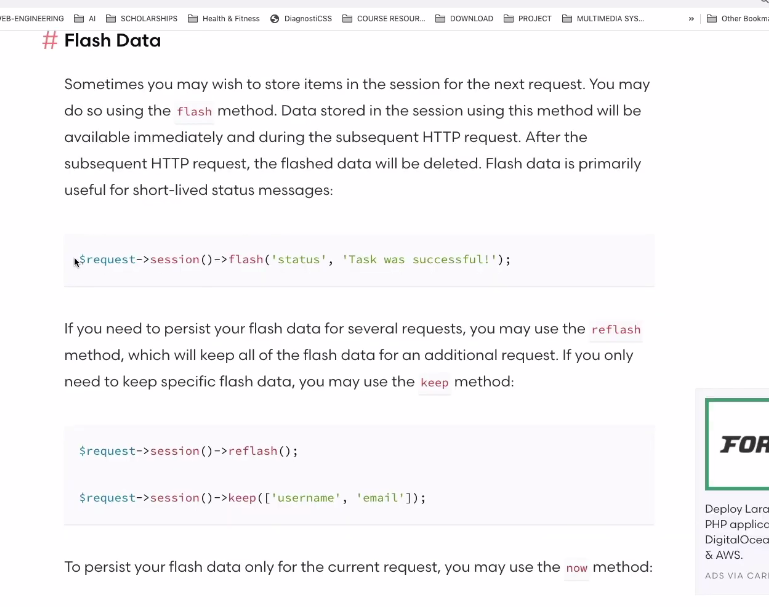 EB-ENGINEERING AI SCHOLARSHIPS Health & Fitness DiagnostiCSS COURSE RESOUR... DOWNLOAD PROJECT MULTIMEDIA SYS... » Other Bookma
# Flash Data
Sometimes you may wish to store items in the session for the next request. You may
do so using the flash method. Data stored in the session using this method will be
available immediately and during the subsequent HTTP request. After the
subsequent HTTP request, the flashed data will be deleted. Flash data is primarily
useful for short-lived status messages:
$request->session()->flash('status', 'Task was successful!');
If you need to persist your flash data for several requests, you may use the reflash
method, which will keep all of the flash data for an additional request. If you only
need to keep specific flash data, you may use the keep method:
$request->session()->reflash();
$request->session()->keep(['username', 'email']);
To persist your flash data only for the current request, you may use the now method:
FOR
Deploy Lara
PHP applica
DigitalOcea
& AWS.
ADS VIA CAR